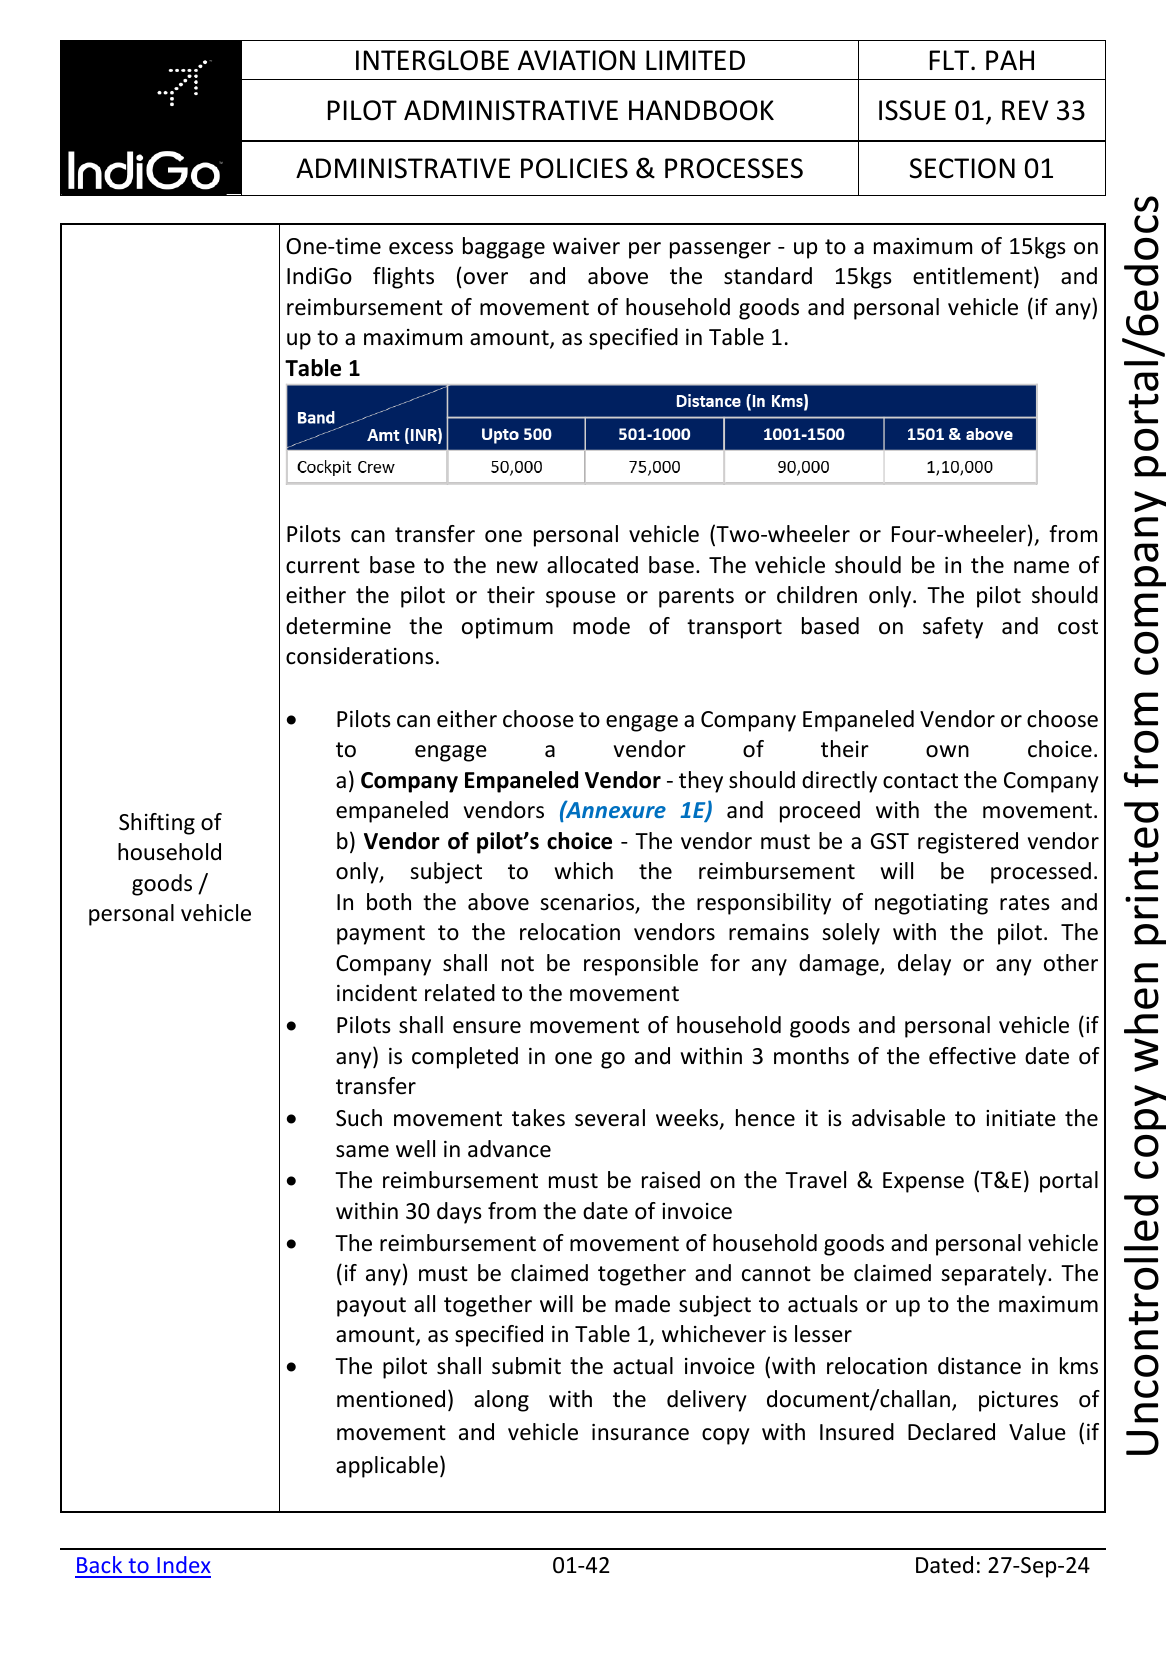 INTERGLOBE AVIATION LIMITED
FLT. PAH
PILOT ADMINISTRATIVE HANDBOOK
ISSUE 01, REV 33
IndiGo
ADMINISTRATIVE POLICIES & PROCESSES
SECTION 01
Shifting of
household
goods /
personal vehicle
One-time excess baggage waiver per passenger - up to a maximum of 15kgs on
IndiGo flights (over and above the standard 15kgs entitlement) and
reimbursement of movement of household goods and personal vehicle (if any)
up to a maximum amount, as specified in Table 1.
Table 1
Band
Amt (INR)
Distance (In Kms)
Upto 500
501-1000
1001-1500
1501 & above
Cockpit Crew
50,000
75,000
90,000
1,10,000
Pilots can transfer one personal vehicle (Two-wheeler or Four-wheeler), from
current base to the new allocated base. The vehicle should be in the name of
either the pilot or their spouse or parents or children only. The pilot should
determine the optimum mode of transport based on safety and cost
considerations.
• Pilots can either choose to engage a Company Empaneled Vendor or choose
to engage a vendor of their own choice.
a) Company Empaneled Vendor - they should directly contact the Company
empaneled vendors (Annexure 1E) and proceed with the movement.
b) Vendor of pilot’s choice - The vendor must be a GST registered vendor
only, subject to which the reimbursement will be processed.
In both the above scenarios, the responsibility of negotiating rates and
payment to the relocation vendors remains solely with the pilot. The
Company shall not be responsible for any damage, delay or any other
incident related to the movement
• Pilots shall ensure movement of household goods and personal vehicle (if
any) is completed in one go and within 3 months of the effective date of
transfer
• Such movement takes several weeks, hence it is advisable to initiate the
same well in advance
• The reimbursement must be raised on the Travel & Expense (T&E) portal
within 30 days from the date of invoice
• The reimbursement of movement of household goods and personal vehicle
(if any) must be claimed together and cannot be claimed separately. The
payout all together will be made subject to actuals or up to the maximum
amount, as specified in Table 1, whichever is lesser
• The pilot shall submit the actual invoice (with relocation distance in kms
mentioned) along with the delivery document/challan, pictures of
movement and vehicle insurance copy with Insured Declared Value (if
applicable)
Back to Index
01-42
Dated: 27-Sep-24
Uncontrolled copy when printed from company portal/6edocs